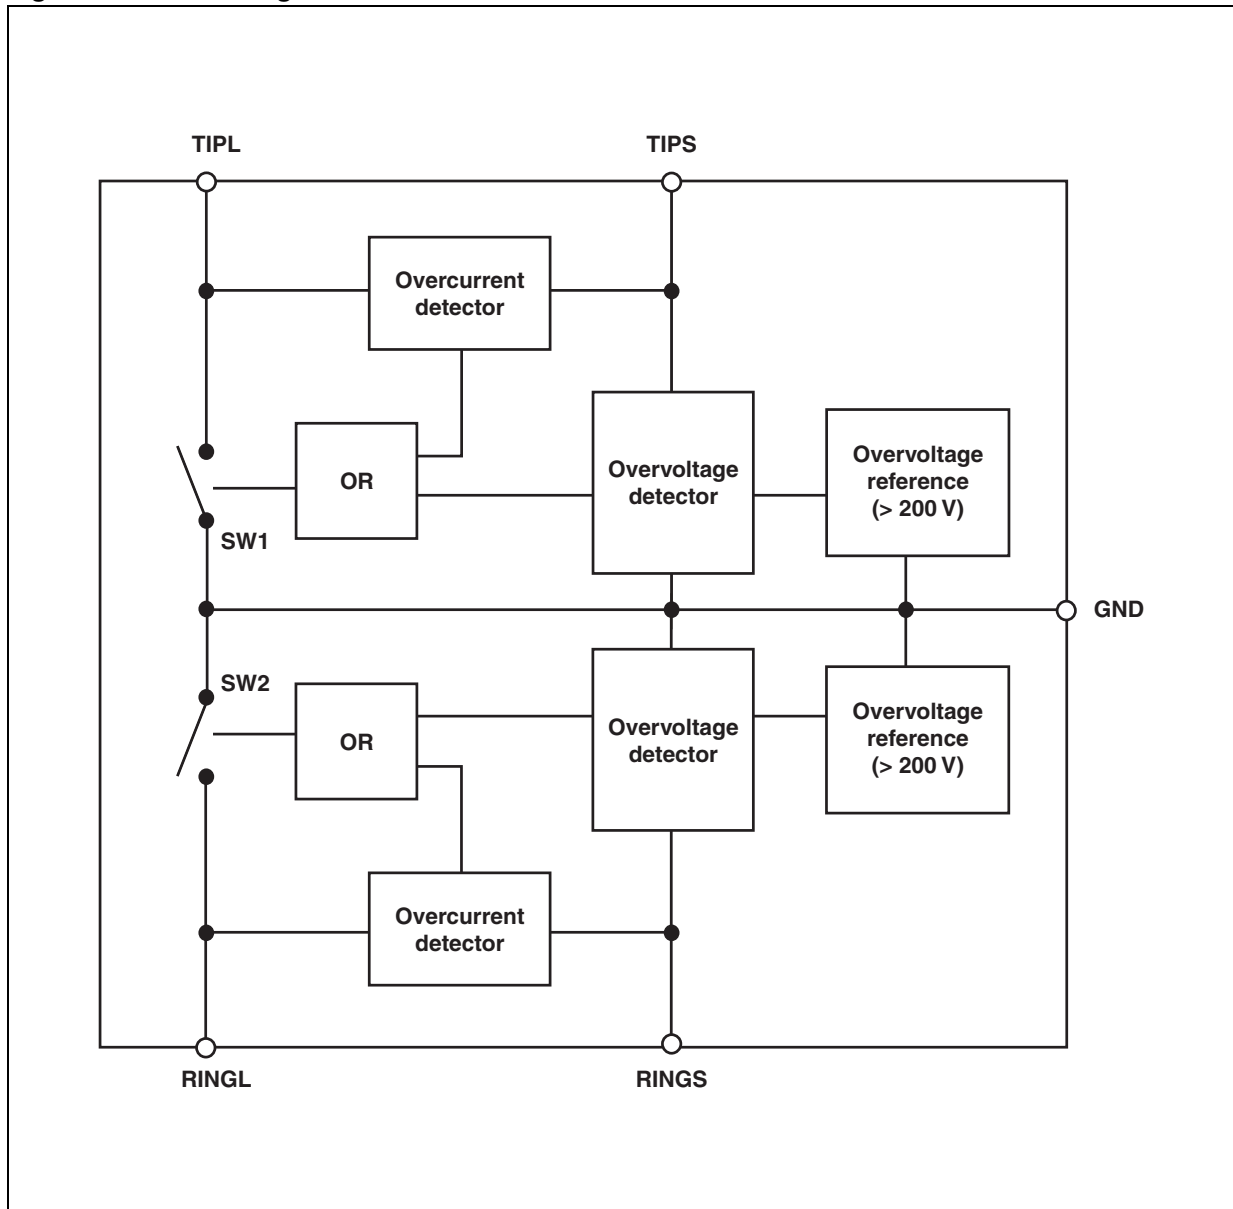 TIPL
TIPS
Overcurrent
detector
OR
Overvoltage
detector
Overvoltage
reference
(> 200 V)
SW1
GND
SW2
OR
Overvoltage
detector
Overvoltage
reference
(> 200 V)
Overcurrent
detector
RINGL
RINGS